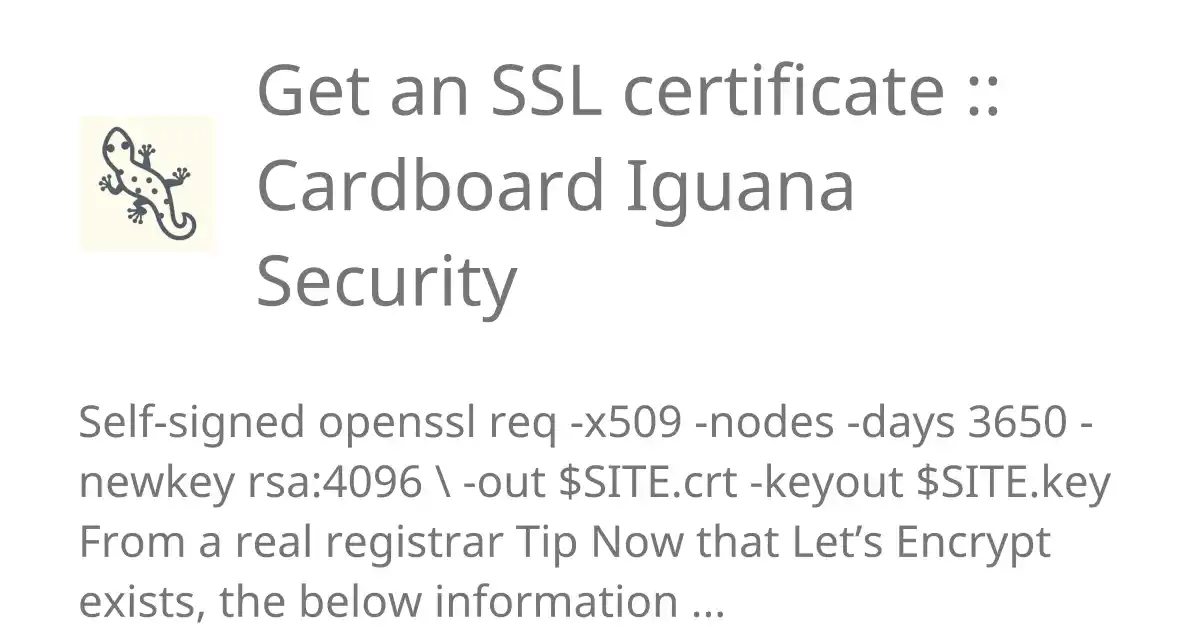 Get an SSL certificate ::
Cardboard Iguana
Security
Self-signed openssl req -x509 -nodes -days 3650 -
newkey rsa:4096 \ -out $SITE.crt -keyout $SITE.key
From a real registrar Tip Now that Let’s Encrypt
exists, the below information ...